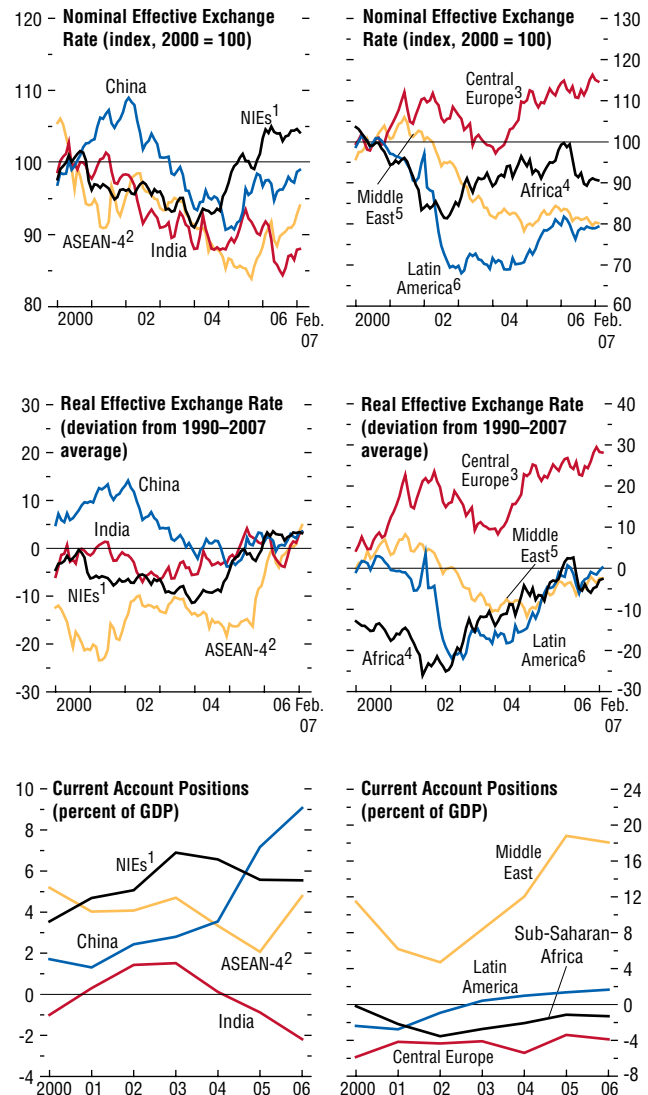 Nominal Effective Exchange
Rate (index, 2000 = 100)
120
110
100
90
80
China
NIEs1
ASEAN-42
India
2000 02 04 06 Feb.
07
Nominal Effective Exchange
Rate (index, 2000 = 100)
130
120
110
100
90
80
70
60
Central
Europe3
Middle
East5
Africa4
Latin
America6
2000 02 04 06 Feb.
07
Real Effective Exchange Rate
(deviation from 1990–2007
average)
30
20
10
0
-10
-20
-30
China
India
NIEs1
ASEAN-42
2000 02 04 06 Feb.
07
Real Effective Exchange Rate
(deviation from 1990–2007
average)
40
30
20
10
0
-10
-20
-30
Central
Europe3
Middle
East5
Africa4
Latin
America6
2000 02 04 06 Feb.
07
Current Account Positions
(percent of GDP)
10
8
6
4
2
0
-2
-4
NIEs1
China
ASEAN-42
India
2000 01 02 03 04 05 06
Current Account Positions
(percent of GDP)
24
20
16
12
8
4
0
-4
-8
Middle
East
Sub-Saharan
Africa
Latin
America
Central Europe
2000 01 02 03 04 05 06